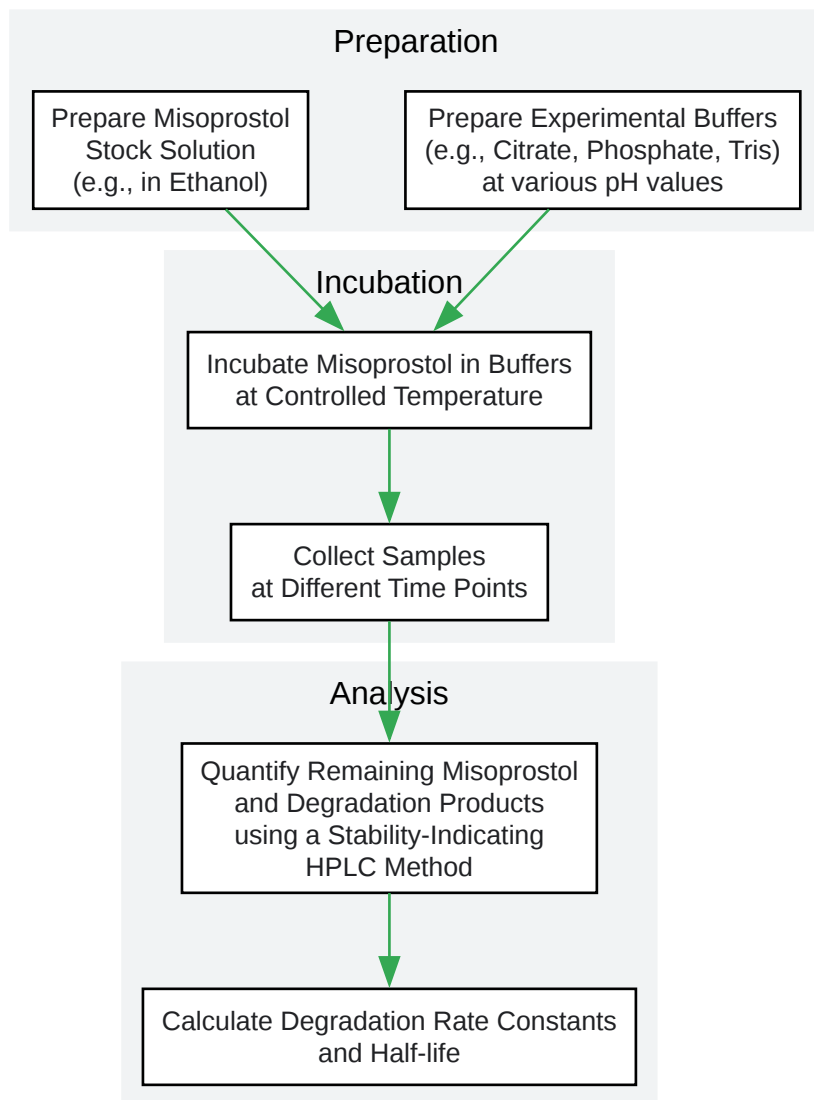 Preparation
Prepare Misoprostol
Stock Solution
(e.g., in Ethanol)
Prepare Experimental Buffers
(e.g., Citrate, Phosphate, Tris)
at various pH values
Incubation
Incubate Misoprostol in Buffers
at Controlled Temperature
Collect Samples
at Different Time Points
Analysis
Quantify Remaining Misoprostol
and Degradation Products
using a Stability-Indicating
HPLC Method
Calculate Degradation Rate Constants
and Half-life